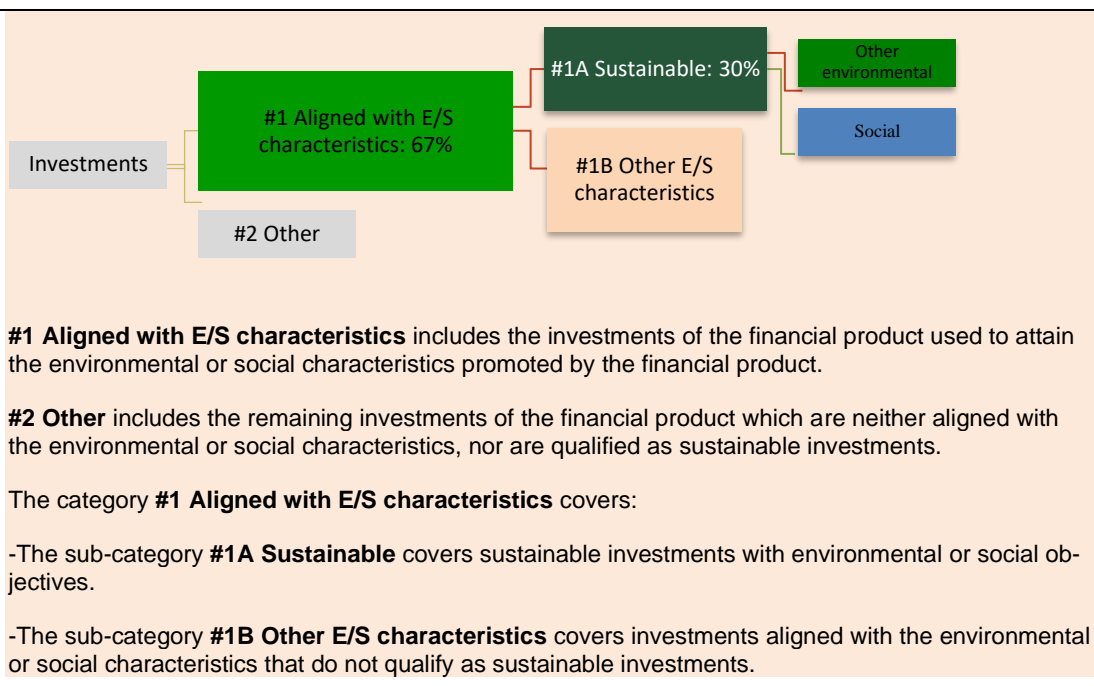 Investments
#1 Aligned with E/S
characteristics: 67%
#2 Other
#1A Sustainable: 30%
#1B Other E/S
characteristics
Other
environmental
Social
#1 Aligned with E/S characteristics includes the investments of the financial product used to attain
the environmental or social characteristics promoted by the financial product.
#2 Other includes the remaining investments of the financial product which are neither aligned with
the environmental or social characteristics, nor are qualified as sustainable investments.
The category #1 Aligned with E/S characteristics covers:
-The sub-category #1A Sustainable covers sustainable investments with environmental or social ob-
jectives.
-The sub-category #1B Other E/S characteristics covers investments aligned with the environmental
or social characteristics that do not qualify as sustainable investments.